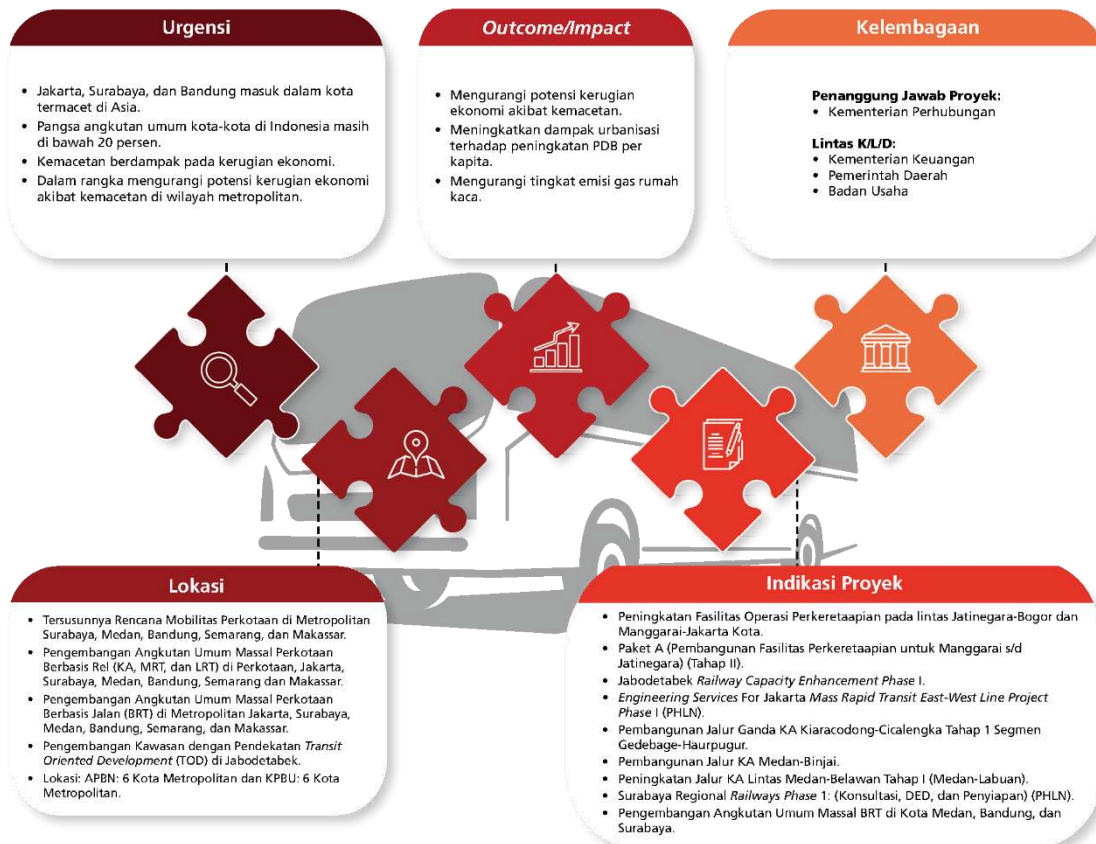 Urgensi
• Jakarta, Surabaya, dan Bandung masuk dalam kota
termacet di Asia.
• Pangsa angkutan umum kota-kota di Indonesia masih
di bawah 20 persen.
• Kemacetan berdampak pada kerugian ekonomi.
• Dalam rangka mengurangi potensi kerugian ekonomi
akibat kemacetan di wilayah metropolitan.
Outcome/Impact
• Mengurangi potensi kerugian
ekonomi akibat kemacetan.
• Meningkatkan dampak urbanisasi
terhadap peningkatan PDB per
kapita.
• Mengurangi tingkat emisi gas rumah
kaca.
Kelembagaan
Penanggung Jawab Proyek:
• Kementerian Perhubungan
Lintas K/L/D:
• Kementerian Keuangan
• Pemerintah Daerah
• Badan Usaha
Lokasi
• Tersusunnya Rencana Mobilitas Perkotaan di Metropolitan
Surabaya, Medan, Bandung, Semarang, dan Makassar.
• Pengembangan Angkutan Umum Massal Perkotaan
Berbasis Rel (KA, MRT, dan LRT) di Perkotaan, Jakarta,
Surabaya, Medan, Bandung, Semarang dan Makassar.
• Pengembangan Angkutan Umum Massal Perkotaan
Berbasis Jalan (BRT) di Metropolitan Jakarta, Surabaya,
Medan, Bandung, Semarang, dan Makassar.
• Pengembangan Kawasan dengan Pendekatan Transit
Oriented Development (TOD) di Jabodetabek.
• Lokasi: APBN: 6 Kota Metropolitan dan KPBU: 6 Kota
Metropolitan.
Indikasi Proyek
• Peningkatan Fasilitas Operasi Perkeretaapian pada lintas Jatinegara-Bogor dan
Manggarai-Jakarta Kota.
• Paket A (Pembangunan Fasilitas Perkeretaapian untuk Manggarai s/d
Jatinegara) (Tahap II).
• Jabodetabek Railway Capacity Enhancement Phase I.
• Engineering Services For Jakarta Mass Rapid Transit East-West Line Project
Phase I (PHLN).
• Pembangunan Jalur Ganda KA Kiaracodong-Cicalengka Tahap 1 Segmen
Gedebage-Haurpugur.
• Pembangunan Jalur KA Medan-Binjai.
• Peningkatan Jalur KA Lintas Medan-Belawan Tahap I (Medan-Labuan).
• Surabaya Regional Railways Phase 1: (Konsultasi, DED, dan Penyiapan) (PHLN).
• Pengembangan Angkutan Umum Massal BRT di Kota Medan, Bandung, dan
Surabaya.